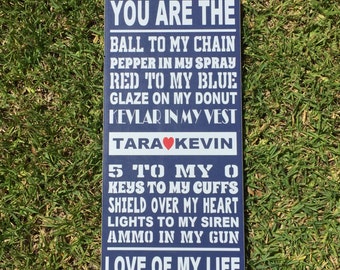 YOU ARE THE
BALL TO MY CHAIN
PEPPER IN MY SPRAY
RED TO MY BLUE
GLAZE ON MY DONUT
KEVLAR IN MY VEST
TARA♥KEVIN
5 TO MY 0
KEYS TO MY CUFFS
SHIELD OVER MY HEART
LIGHTS TO MY SIREN
AMMO IN MY GUN
LOVE OF MY LIFE